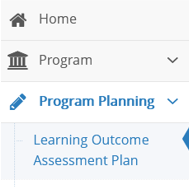 Home
Program
Program Planning
Learning Outcome
Assessment Plan